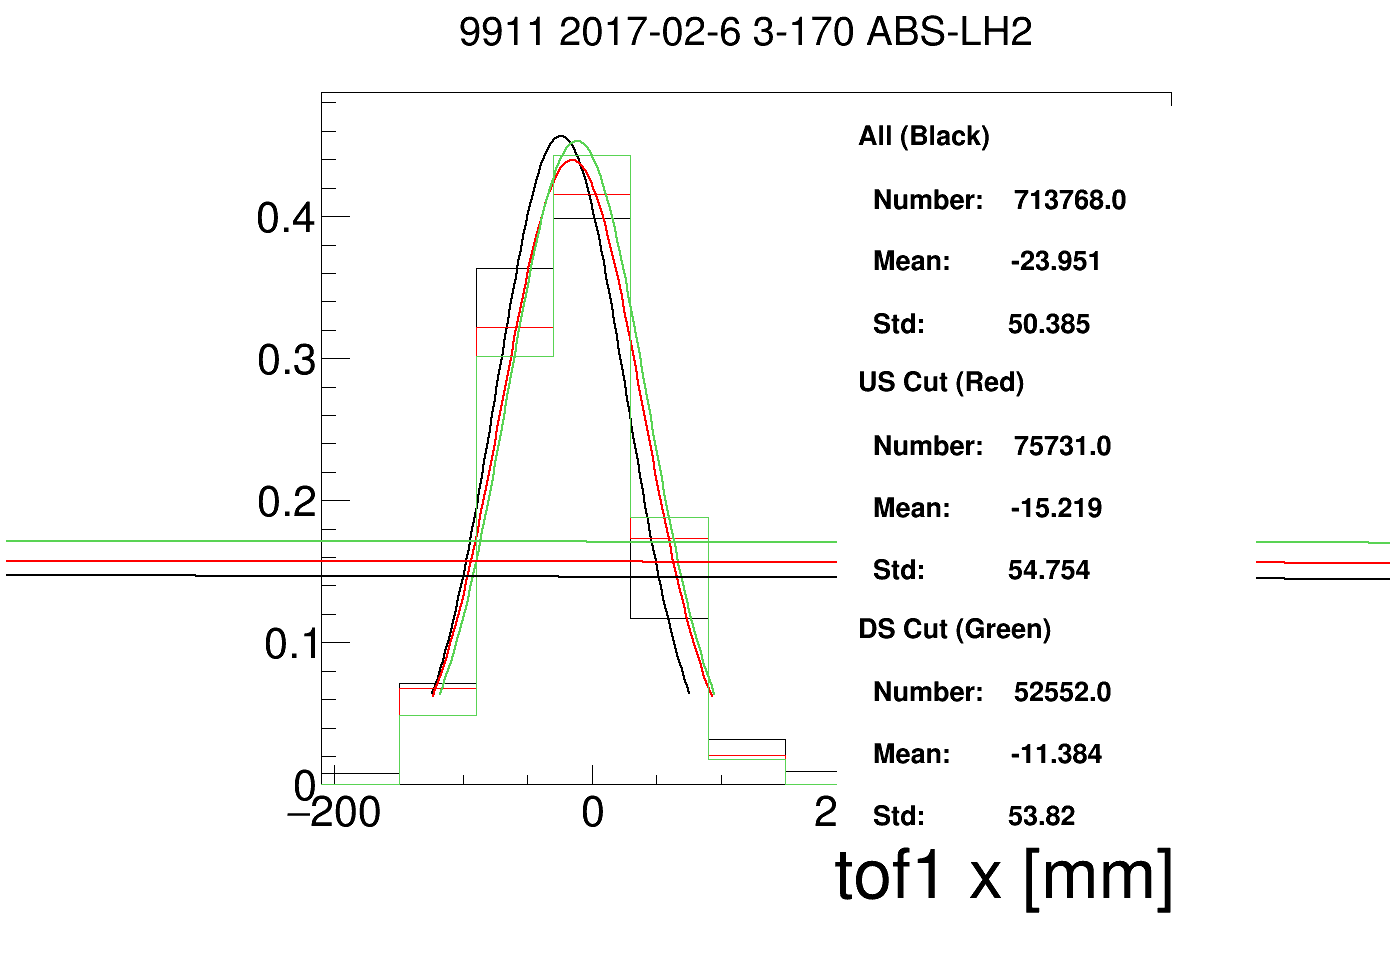 9911 2017-02-6 3-170 ABS-LH2
All (Black)
Number: 713768.0
Mean: -23.951
Std: 50.385
US Cut (Red)
Number: 75731.0
Mean: -15.219
Std: 54.754
DS Cut (Green)
Number: 52552.0
Mean: -11.384
Std: 53.82
0.4
0.3
0.2
0.1
0
−200 0 2
tof1 x [mm]